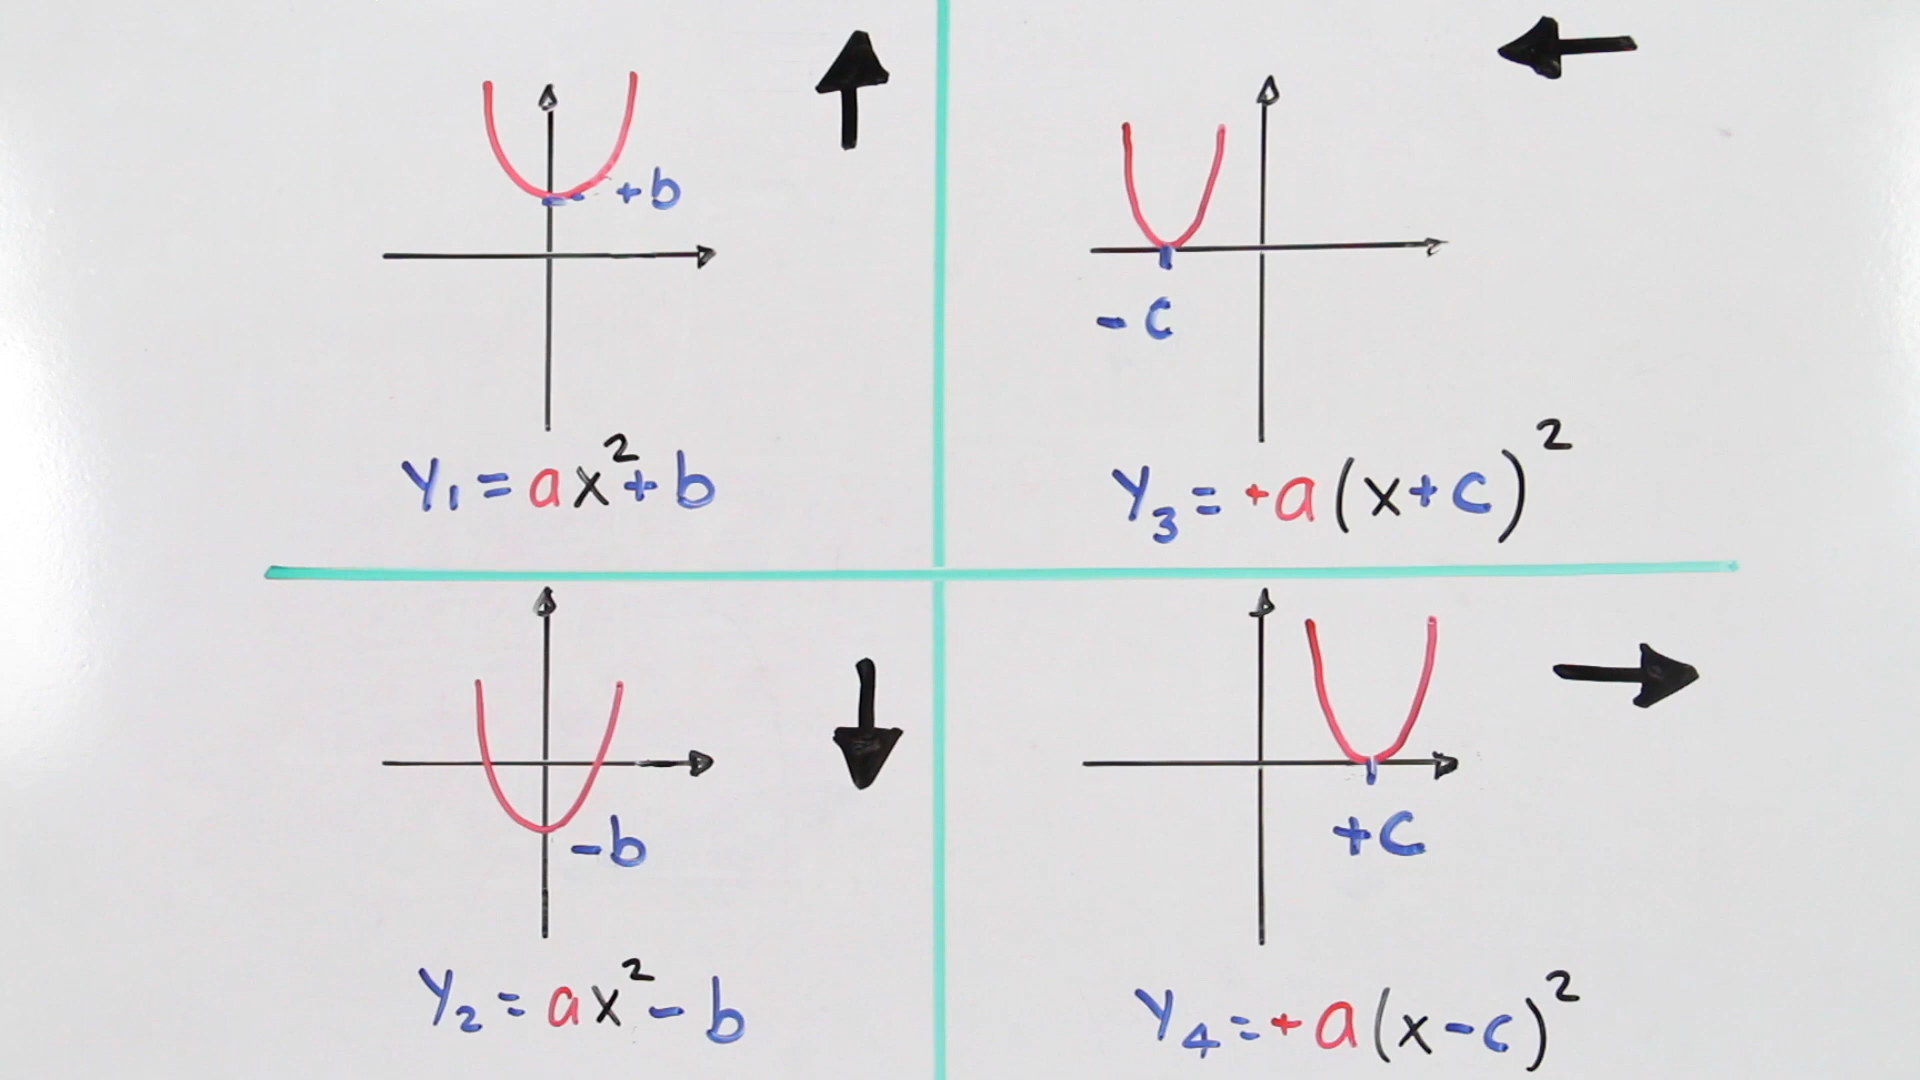 +b
y₁ = ax² + b
-c
y₃ = +a(x+c)²
-b
y₂ = ax² - b
+c
y₄ = +a(x-c)²